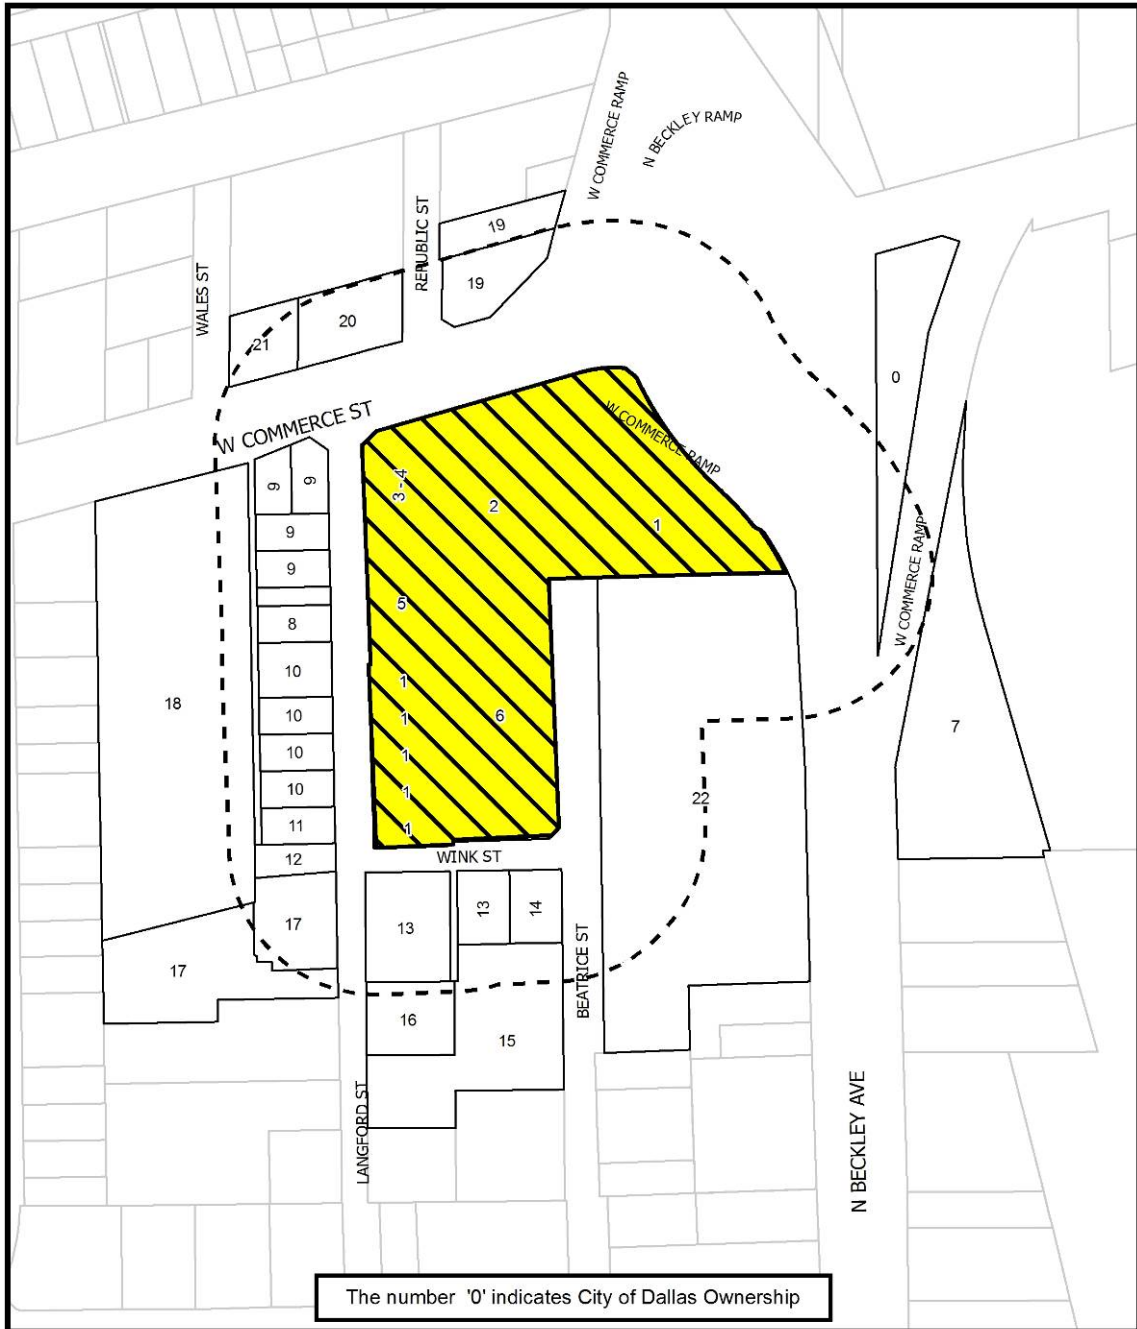 W COMMERCE RAMP
N BECKLEY RAMP
REPUBLIC ST
19
WALES ST
19
20
21
0
W COMMERCE ST
W COMMERCE RAMP
3 - 4
9
9
2
1
9
W COMMERCE RAMP
9
5
8
10
1
18
10
1
6
7
10
1
10
1
22
11
1
12
WINK ST
13
14
17
13
BEATRICE ST
17
16
15
LANGFORD ST
N BECKLEY AVE
The number '0' indicates City of Dallas Ownership